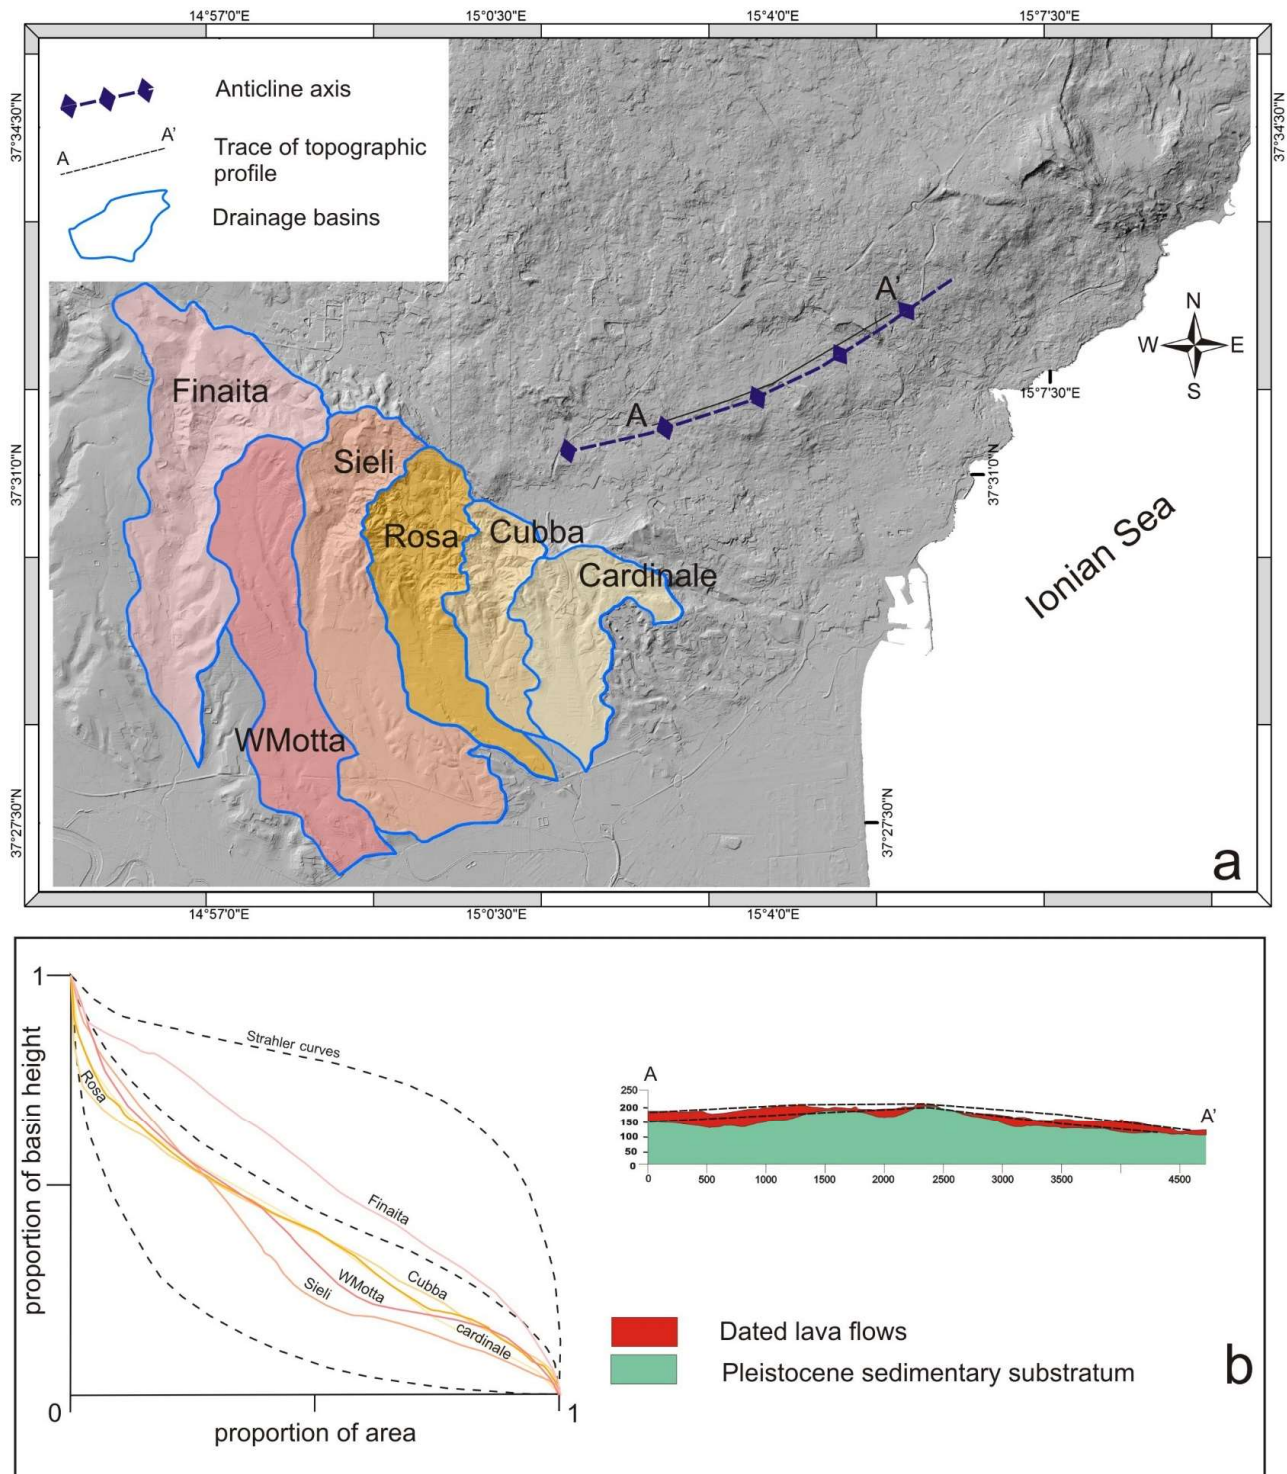 14°57'0"E
15°0'30"E
15°4'0"E
15°7'30"E
37°34'30"N
37°34'30"N
Anticline axis
A
A'
Trace of topographic
profile
Drainage basins
A'
N
W
E
S
15°7'30"E
Finaita
A
37°31'0"N
Sieli
37°31'0"N
Rosa
Cubba
Cardinale
Ionian Sea
WMotta
37°27'30"N
37°27'30"N
a
14°57'0"E
15°0'30"E
15°4'0"E
1
proportion of basin height
Strahler curves
Rosa
Finaita
WMotta
Cubba
Sieli
cardinale
0
1
proportion of area
A
A'
250
200
150
100
50
0
0
500
1000
1500
2000
2500
3000
3500
4500
Dated lava flows
Pleistocene sedimentary substratum
b